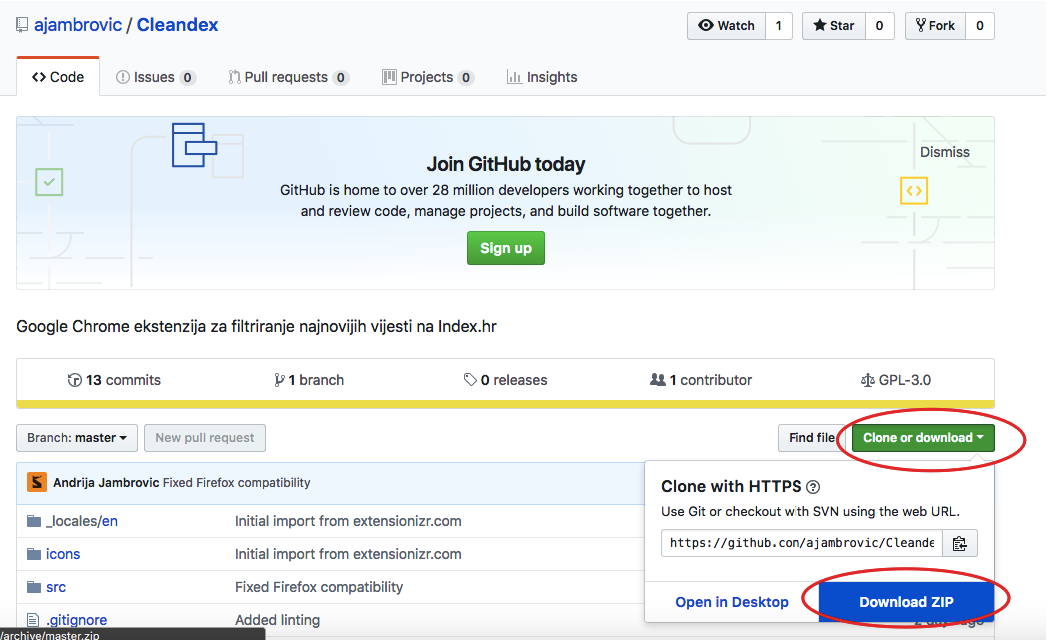 ajambrovic / Cleandex
Watch 1
Star 0
Fork 0
Code
Issues 0
Pull requests 0
Projects 0
Insights
Join GitHub today
Dismiss
GitHub is home to over 28 million developers working together to host
and review code, manage projects, and build software together.
Sign up
Google Chrome ekstenzija za filtriranje najnovijih vijesti na Index.hr
13 commits
1 branch
0 releases
1 contributor
GPL-3.0
Branch: master
New pull request
Find file
Clone or download
Andrija Jambrovic Fixed Firefox compatibility
Clone with HTTPS
Use Git or checkout with SVN using the web URL.
https://github.com/ajambrovic/Cleande
Open in Desktop
Download ZIP
_locales/en Initial import from extensionizr.com
icons Initial import from extensionizr.com
src Fixed Firefox compatibility
.gitignore Added linting
/archive/master.zip